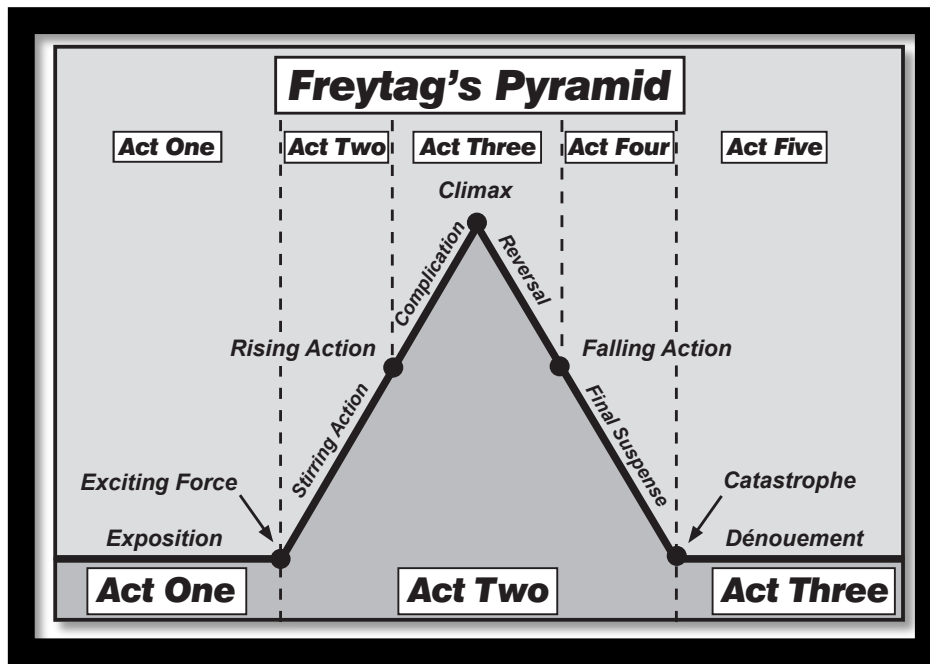 Freytag's Pyramid
Act One
Act Two
Act Three
Act Four
Act Five
Climax
Complication
Reversal
Rising Action
Falling Action
Stirring Action
Final Suspense
Exciting Force
Catastrophe
Exposition
Dénouement
Act One
Act Two
Act Three